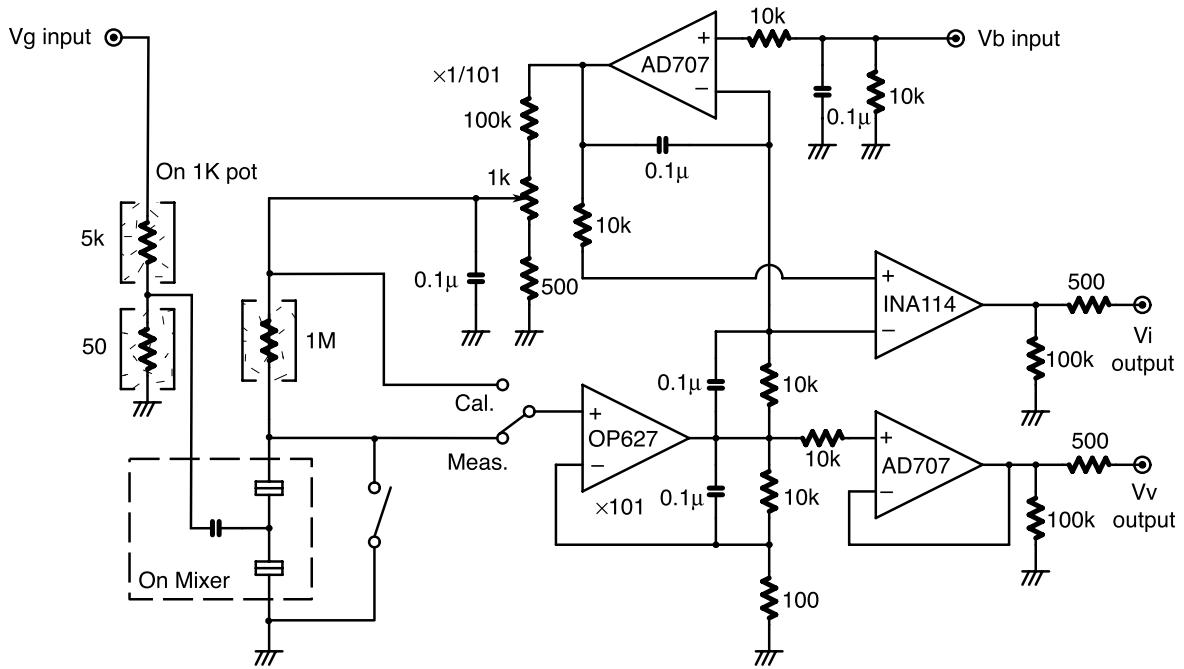 10k
Vg input
Vb input
AD707
+
−
×1/101
100k
0.1μ
10k
0.1μ
On 1K pot
1k
5k
10k
+
0.1μ
500
500
INA114
50
1M
−
Vi
output
100k
0.1μ
10k
Cal.
+
OP627
+
500
Meas.
10k
AD707
−
−
0.1μ
10k
Vv
output
×101
100k
On Mixer
100